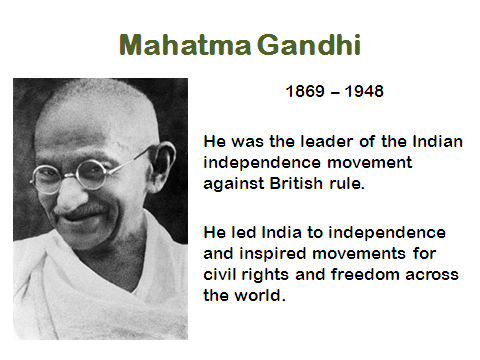 Mahatma Gandhi
1869 – 1948
He was the leader of the Indian
independence movement
against British rule.
He led India to independence
and inspired movements for
civil rights and freedom across
the world.